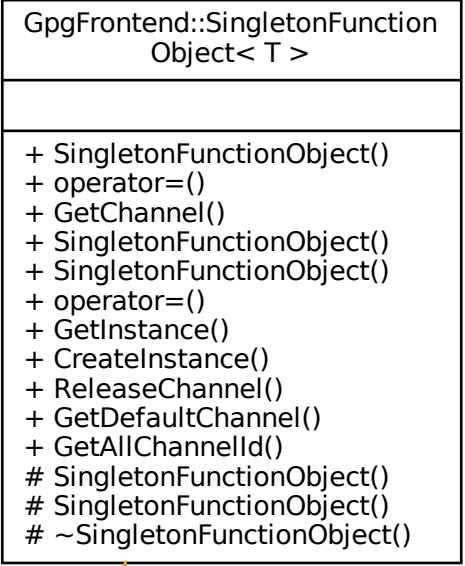 GpgFrontend::SingletonFunction
Object< T >
+ SingletonFunctionObject()
+ operator=()
+ GetChannel()
+ SingletonFunctionObject()
+ SingletonFunctionObject()
+ operator=()
+ GetInstance()
+ CreateInstance()
+ ReleaseChannel()
+ GetDefaultChannel()
+ GetAllChannelId()
# SingletonFunctionObject()
# SingletonFunctionObject()
# ~SingletonFunctionObject()